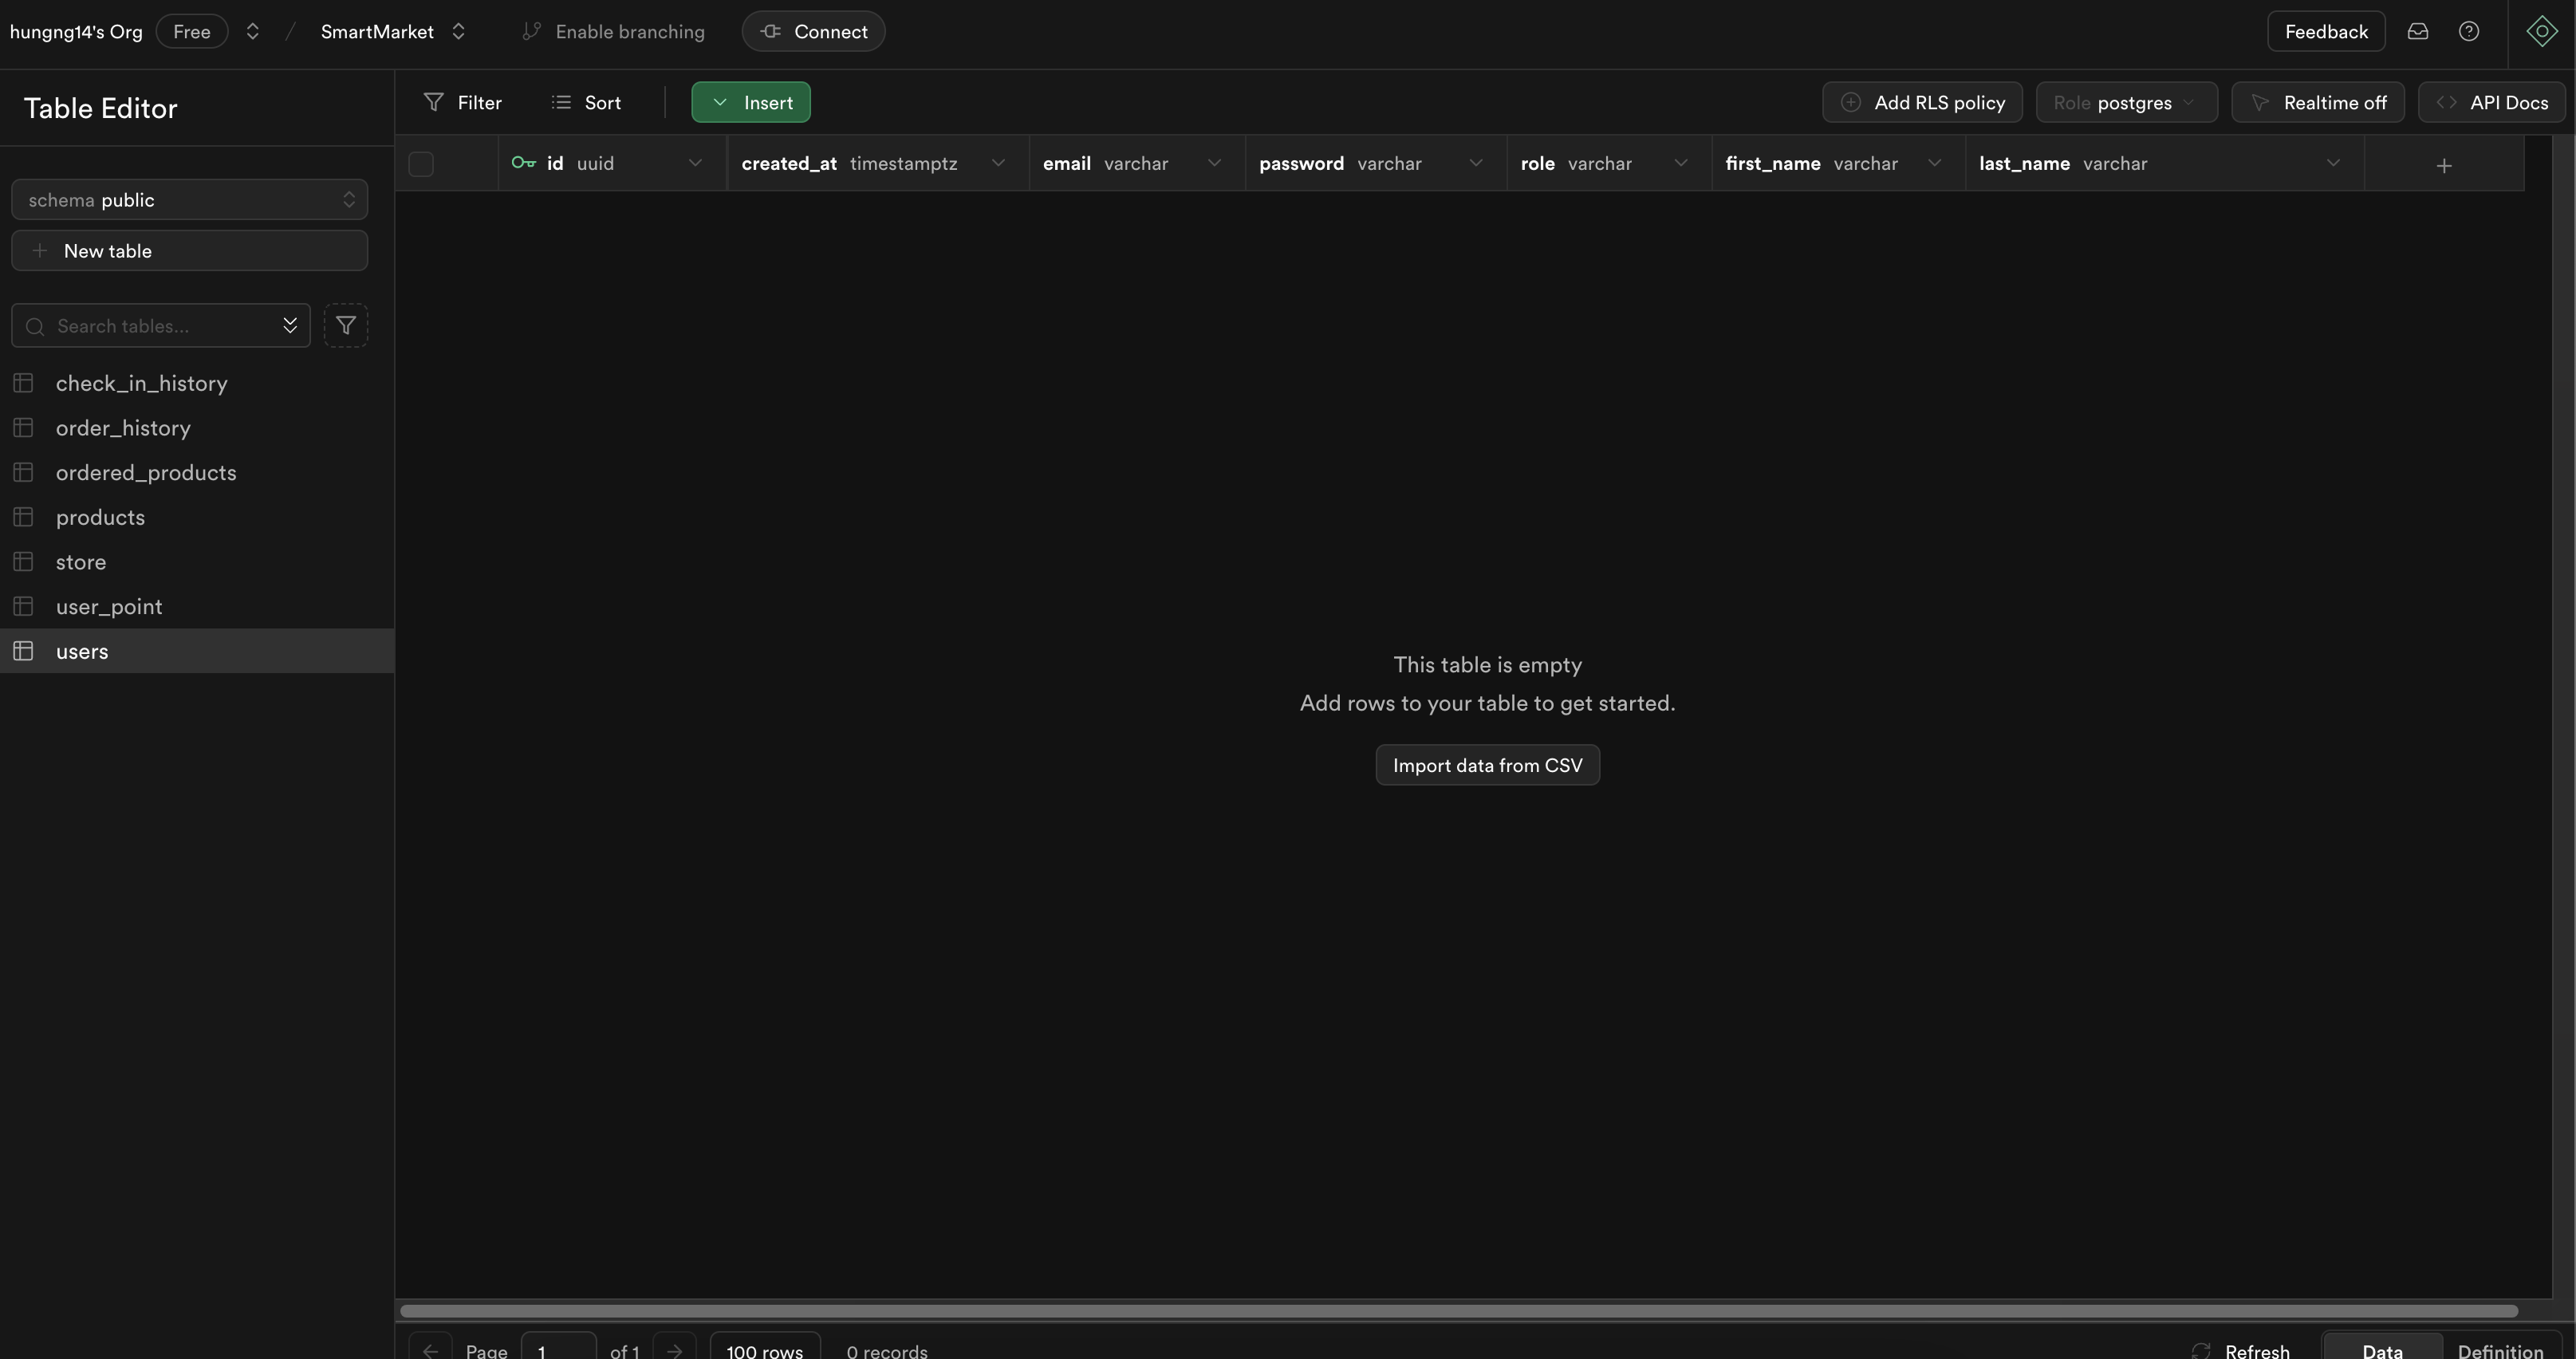 hungng14's Org Free / SmartMarket Enable branching Connect Feedback
Table Editor
Filter Sort Insert Add RLS policy Role postgres Realtime off API Docs
id uuid created_at timestamptz email varchar password varchar role varchar first_name varchar last_name varchar
schema public
New table
Search tables...
check_in_history
order_history
ordered_products
products
store
user_point
users
This table is empty
Add rows to your table to get started.
Import data from CSV
Page 1 of 1 100 rows 0 records Refresh Data Definition